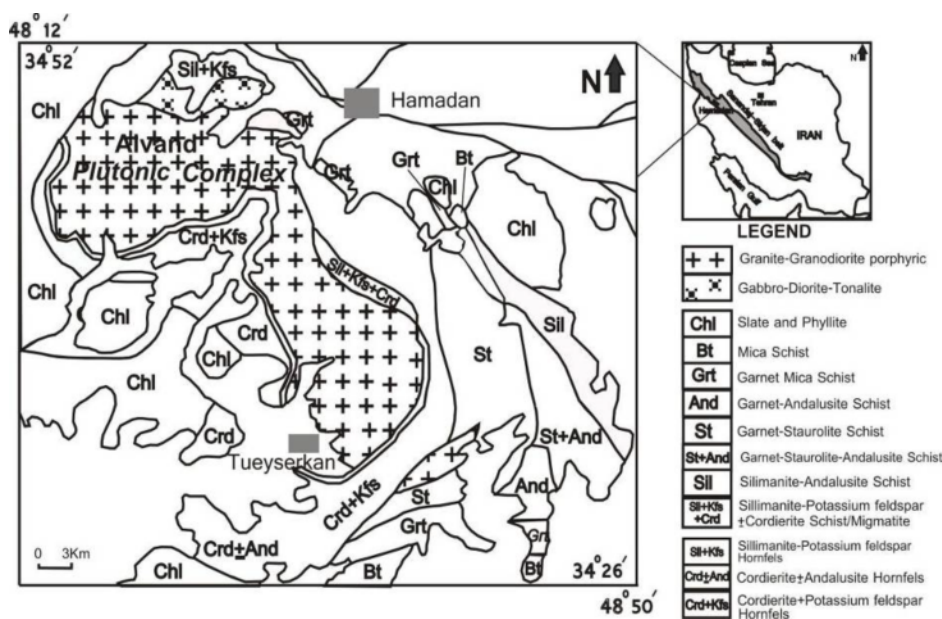 48°12′
34°52′
Sil+Kfs
N
Hamadan
Chl
Alvand
Plutonic Complex
Grt
Grt
Grt
Bt
Chl
Chl
Crd+Kfs
Sil+Kfs+Crd
Chl
Chl
Crd
Chl
Sil
St
Chl
Crd
Tueyserkan
St+And
Crd+Kfs
St
And
Grt
Grt
Crd±And
Chl
Bt
Bt
0 3Km
34°26′
48°50′
Caspian Sea
Tehran
Hamadan
Sanandaj-Sirjan belt
IRAN
Persian Gulf
LEGEND
Granite-Granodiorite porphyric
Gabbro-Diorite-Tonalite
Chl Slate and Phyllite
Bt Mica Schist
Grt Garnet Mica Schist
And Garnet-Andalusite Schist
St Garnet-Staurolite Schist
St+And Garnet-Staurolite-Andalusite Schist
Sil Silimanite-Andalusite Schist
Sil+Kfs Sillimanite-Potassium feldspar
+Crd ±Cordierite Schist/Migmatite
Sil+Kfs Sillimanite-Potassium feldspar
Hornfels
Crd±And Cordierite±Andalusite Hornfels
Crd+Kfs Cordierite+Potassium feldspar
Hornfels